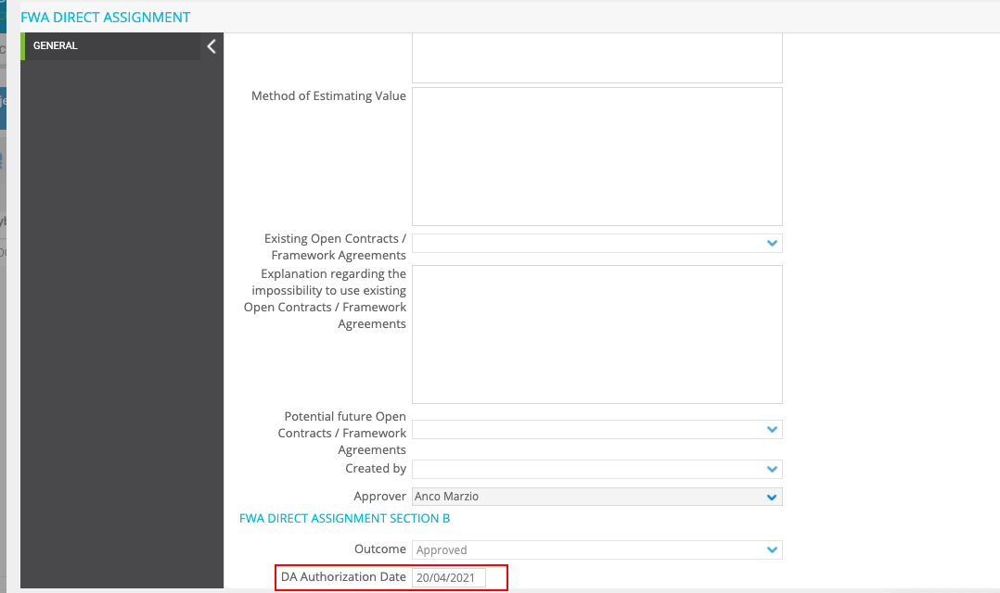 FWA DIRECT ASSIGNMENT
GENERAL
Method of Estimating Value
Existing Open Contracts /
Framework Agreements
Explanation regarding the
impossibility to use existing
Open Contracts / Framework
Agreements
Potential future Open
Contracts / Framework
Agreements
Created by
Approver Anco Marzio
FWA DIRECT ASSIGNMENT SECTION B
Outcome Approved
DA Authorization Date 20/04/2021